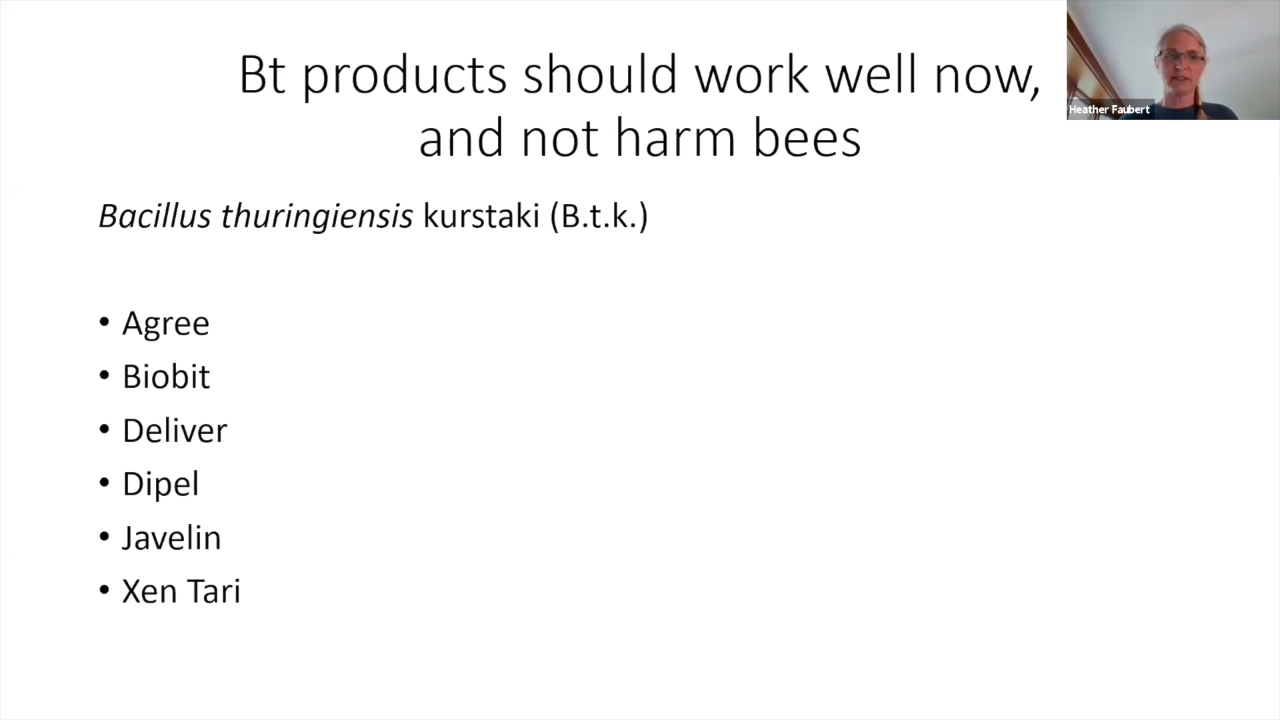 Bt products should work well now,
and not harm bees
Heather Faubert
Bacillus thuringiensis kurstaki (B.t.k.)
• Agree
• Biobit
• Deliver
• Dipel
• Javelin
• Xen Tari